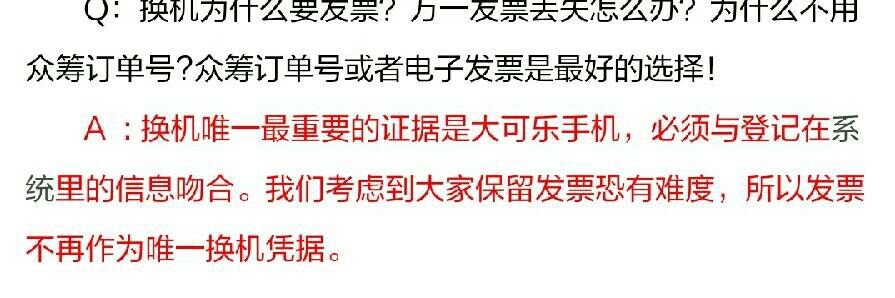 Q：换机为什么要发票？万一发票丢失怎么办？为什么不用
众筹订单号?众筹订单号或者电子发票是最好的选择！
A ：换机唯一最重要的证据是大可乐手机，必须与登记在系
统里的信息吻合。我们考虑到大家保留发票恐有难度，所以发票
不再作为唯一换机凭据。